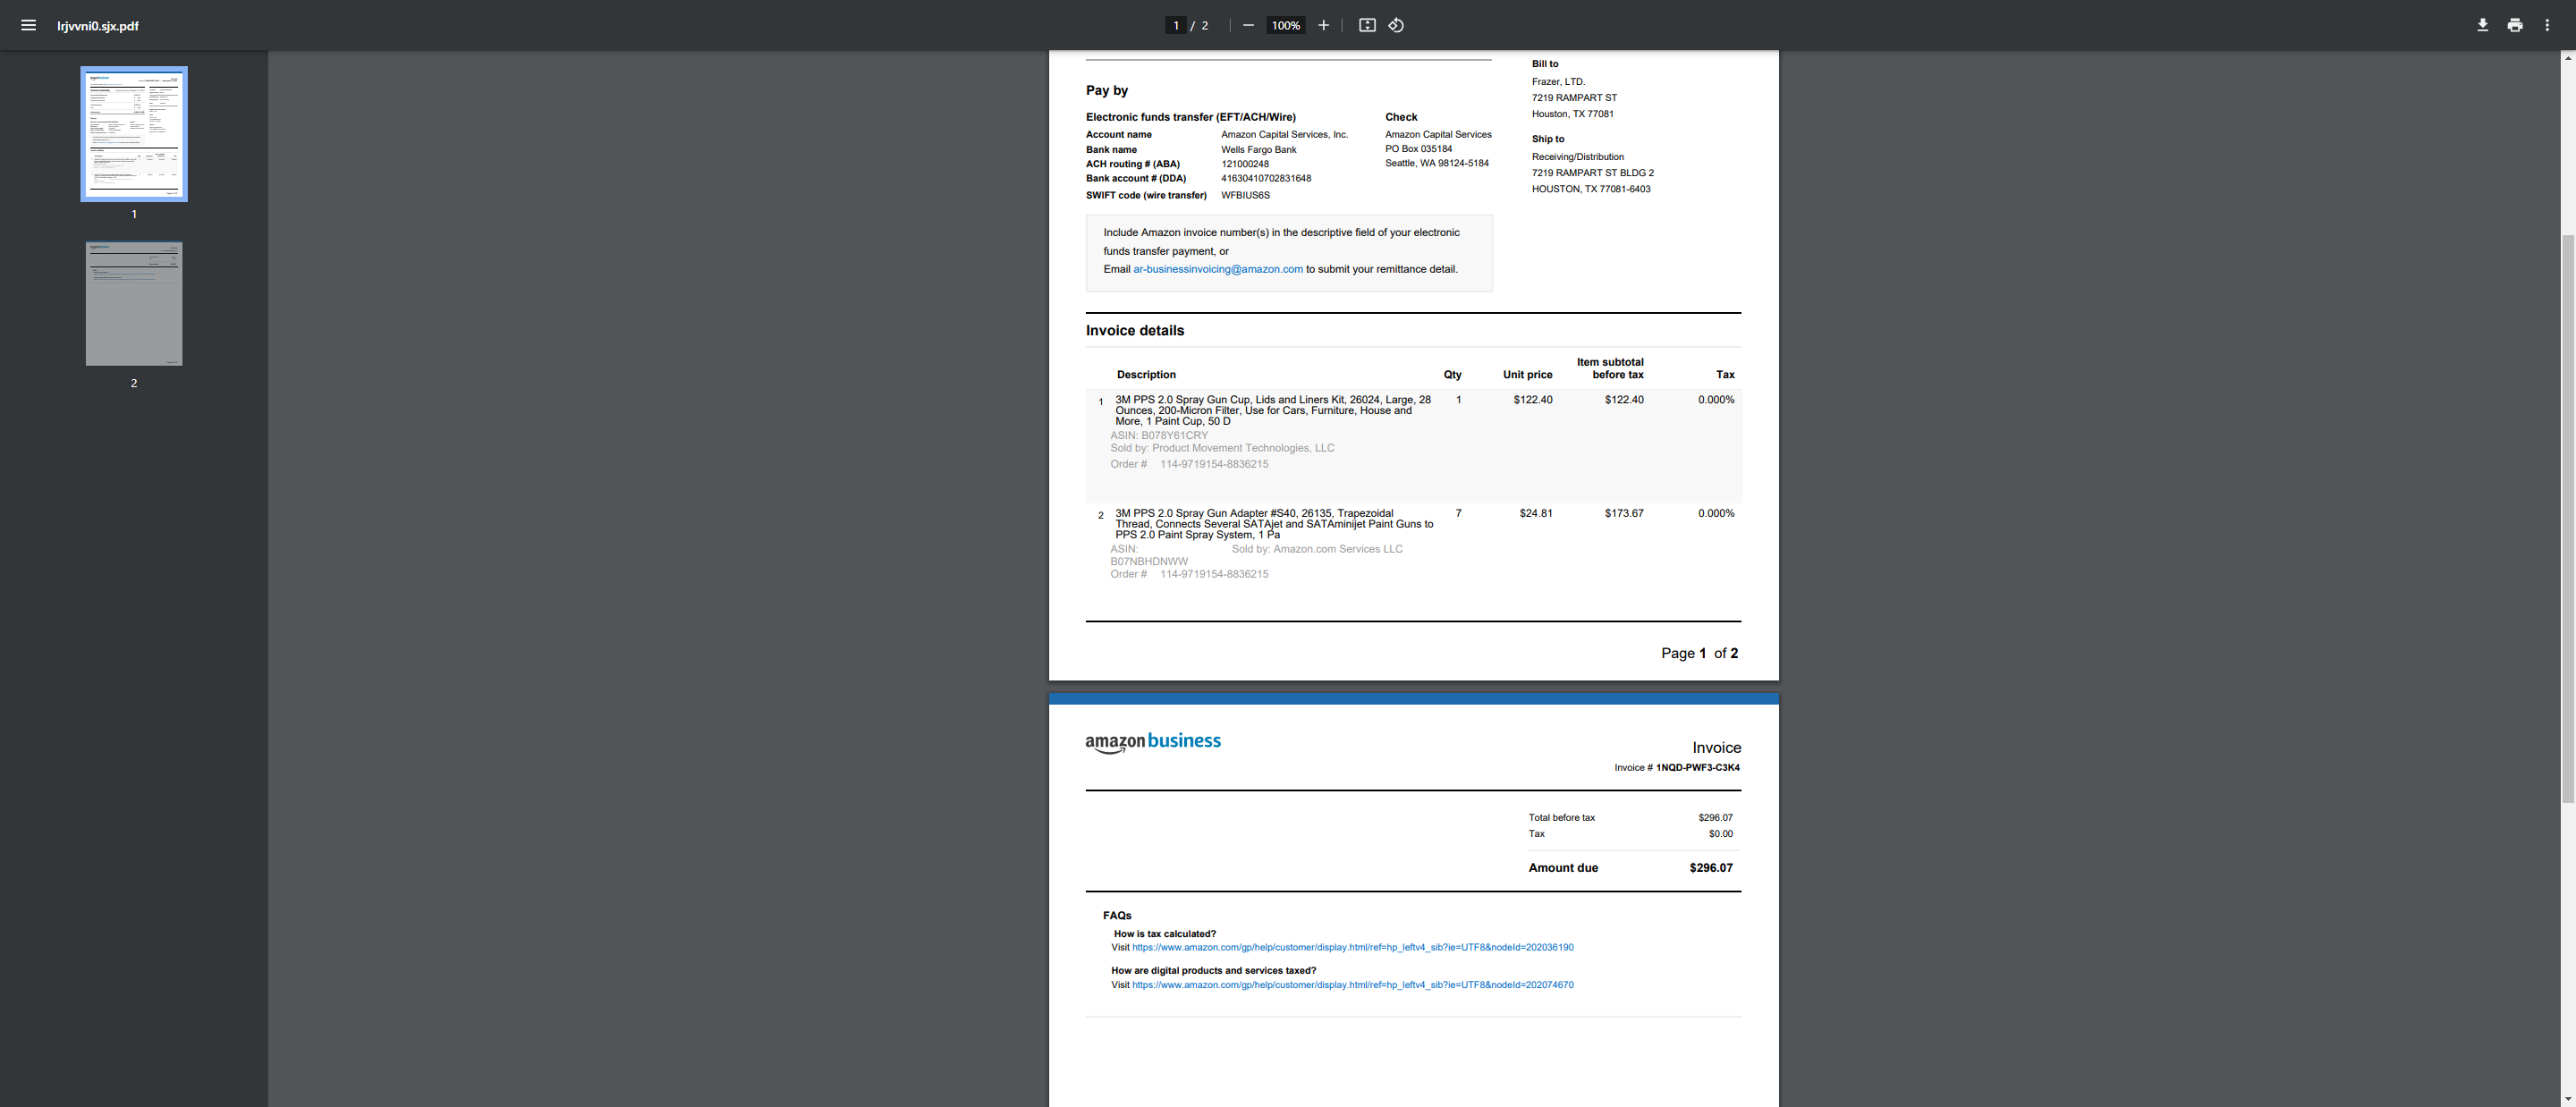 lrjvvni0.sjx.pdf
1 / 2
100%
1
2
Bill to
Frazer, LTD.
7219 RAMPART ST
Houston, TX 77081
Ship to
Receiving/Distribution
7219 RAMPART ST BLDG 2
HOUSTON, TX 77081-6403
Pay by
Electronic funds transfer (EFT/ACH/Wire)
Account name Amazon Capital Services, Inc.
Bank name Wells Fargo Bank
ACH routing # (ABA) 121000248
Bank account # (DDA) 41630410702831648
SWIFT code (wire transfer) WFBIUS6S
Check
Amazon Capital Services
PO Box 035184
Seattle, WA 98124-5184
Include Amazon invoice number(s) in the descriptive field of your electronic
funds transfer payment, or
Email ar-businessinvoicing@amazon.com to submit your remittance detail.
Invoice details
Description Qty Unit price Item subtotal before tax Tax
1 3M PPS 2.0 Spray Gun Cup, Lids and Liners Kit, 26024, Large, 28 1 $122.40 $122.40 0.000%
Ounces, 200-Micron Filter, Use for Cars, Furniture, House and
More, 1 Paint Cup, 50 D
ASIN: B078Y61CRY
Sold by: Product Movement Technologies, LLC
Order # 114-9719154-8836215
2 3M PPS 2.0 Spray Gun Adapter #S40, 26135, Trapezoidal 7 $24.81 $173.67 0.000%
Thread, Connects Several SATAjet and SATAminijet Paint Guns to
PPS 2.0 Paint Spray System, 1 Pa
ASIN: Sold by: Amazon.com Services LLC
B07NBHDNWW
Order # 114-9719154-8836215
Page 1 of 2
amazon business
Invoice
Invoice # 1NQD-PWF3-C3K4
Total before tax $296.07
Tax $0.00
Amount due $296.07
FAQs
How is tax calculated?
Visit https://www.amazon.com/gp/help/customer/display.html/ref=hp_leftv4_sib?ie=UTF8&nodeId=202036190
How are digital products and services taxed?
Visit https://www.amazon.com/gp/help/customer/display.html/ref=hp_leftv4_sib?ie=UTF8&nodeId=202074670